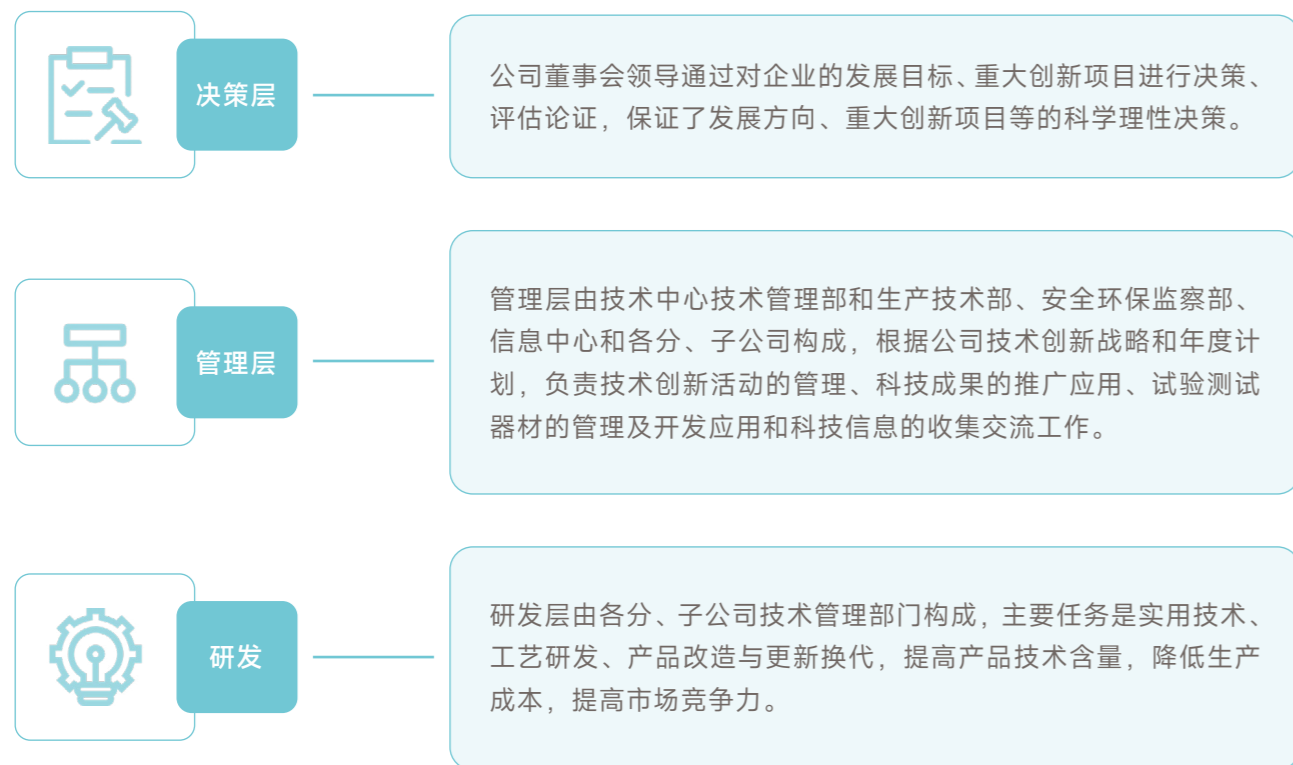 决策层
公司董事会领导通过对企业的发展目标、重大创新项目进行决策、
评估论证，保证了发展方向、重大创新项目等的科学理性决策。
管理层
管理层由技术中心技术管理部和生产技术部、安全环保监察部、
信息中心和各分、子公司构成，根据公司技术创新战略和年度计
划，负责技术创新活动的管理、科技成果的推广应用、试验测试
器材的管理及开发应用和科技信息的收集交流工作。
研发
研发层由各分、子公司技术管理部门构成，主要任务是实用技术、
工艺研发、产品改造与更新换代，提高产品技术含量，降低生产
成本，提高市场竞争力。